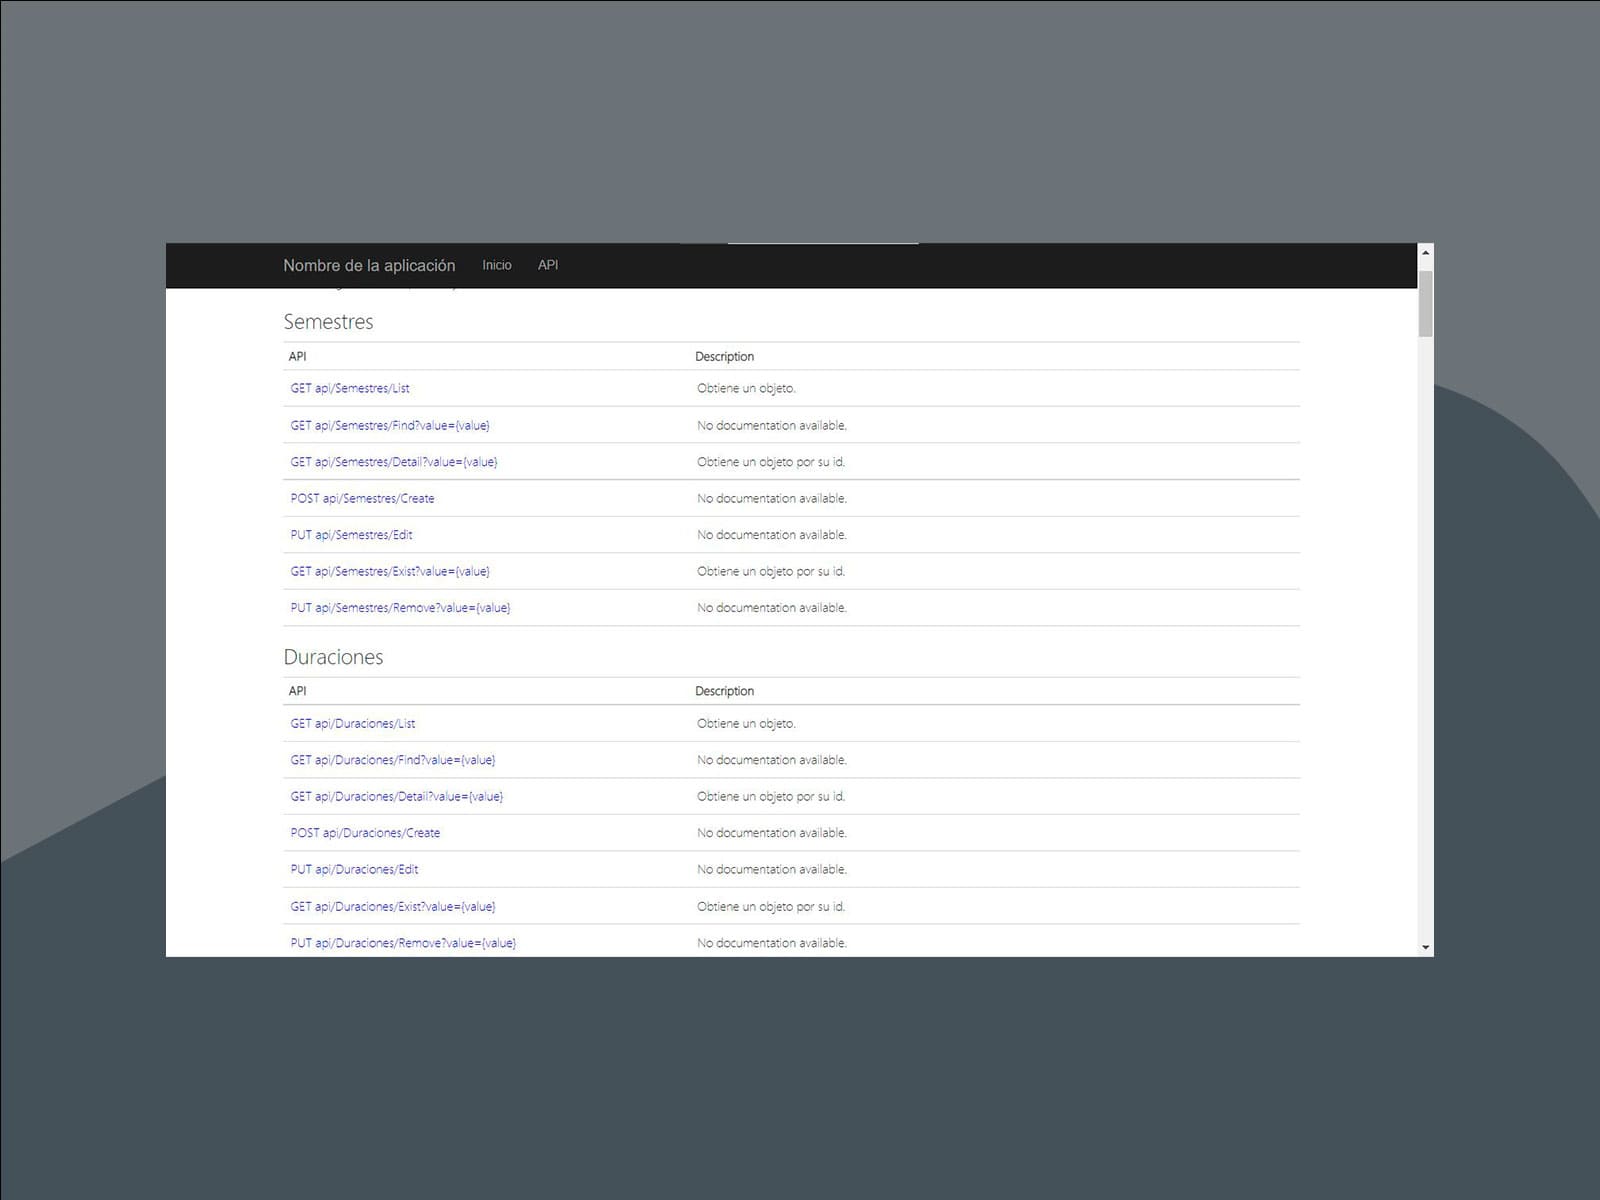 Nombre de la aplicación Inicio API
Semestres
API Description
GET api/Semestres/List Obtiene un objeto.
GET api/Semestres/Find?value={value} No documentation available.
GET api/Semestres/Detail?value={value} Obtiene un objeto por su id.
POST api/Semestres/Create No documentation available.
PUT api/Semestres/Edit No documentation available.
GET api/Semestres/Exist?value={value} Obtiene un objeto por su id.
PUT api/Semestres/Remove?value={value} No documentation available.
Duraciones
API Description
GET api/Duraciones/List Obtiene un objeto.
GET api/Duraciones/Find?value={value} No documentation available.
GET api/Duraciones/Detail?value={value} Obtiene un objeto por su id.
POST api/Duraciones/Create No documentation available.
PUT api/Duraciones/Edit No documentation available.
GET api/Duraciones/Exist?value={value} Obtiene un objeto por su id.
PUT api/Duraciones/Remove?value={value} No documentation available.